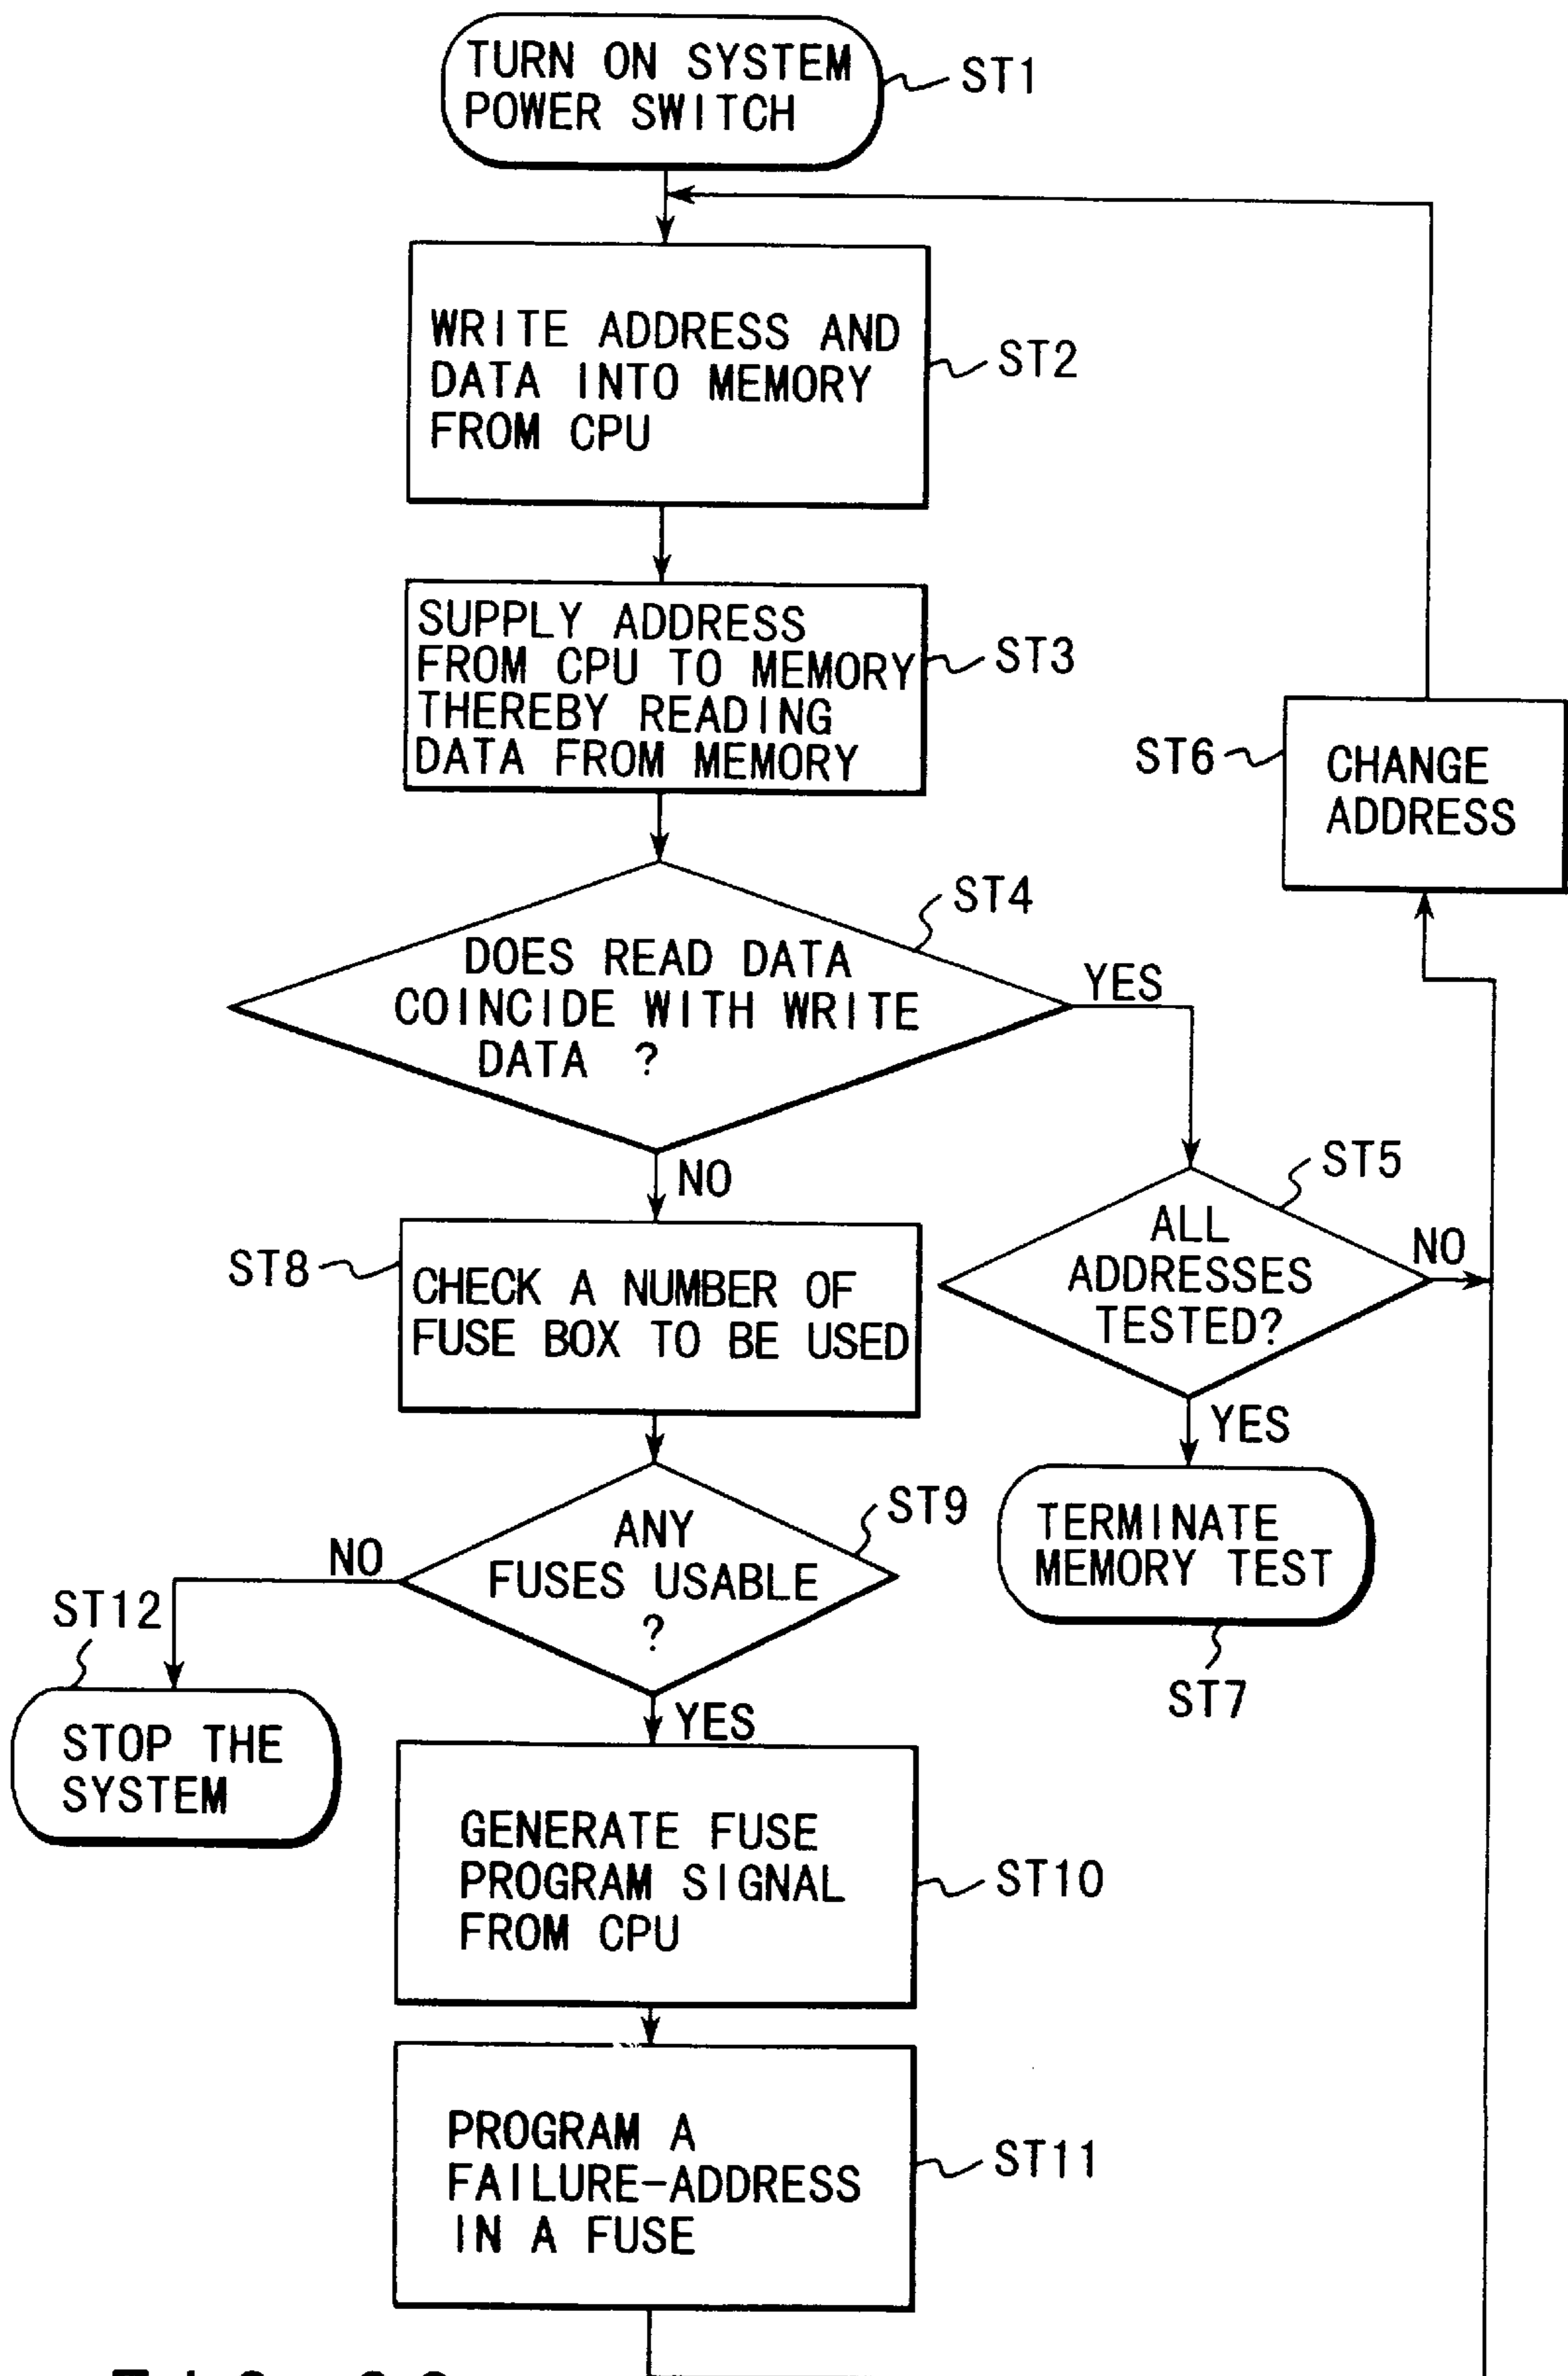 TURN ON SYSTEM
POWER SWITCH
ST1
WRITE ADDRESS AND
DATA INTO MEMORY
FROM CPU
ST2
SUPPLY ADDRESS
FROM CPU TO MEMORY
THEREBY READING
DATA FROM MEMORY
ST3
ST6
CHANGE
ADDRESS
ST4
DOES READ DATA
COINCIDE WITH WRITE
DATA ?
YES
NO
ST5
ALL
ADDRESSES
TESTED?
NO
YES
ST8
CHECK A NUMBER OF
FUSE BOX TO BE USED
TERMINATE
MEMORY TEST
ST7
ST9
ANY
FUSES USABLE
?
NO
ST12
STOP THE
SYSTEM
YES
GENERATE FUSE
PROGRAM SIGNAL
FROM CPU
ST10
PROGRAM A
FAILURE-ADDRESS
IN A FUSE
ST11